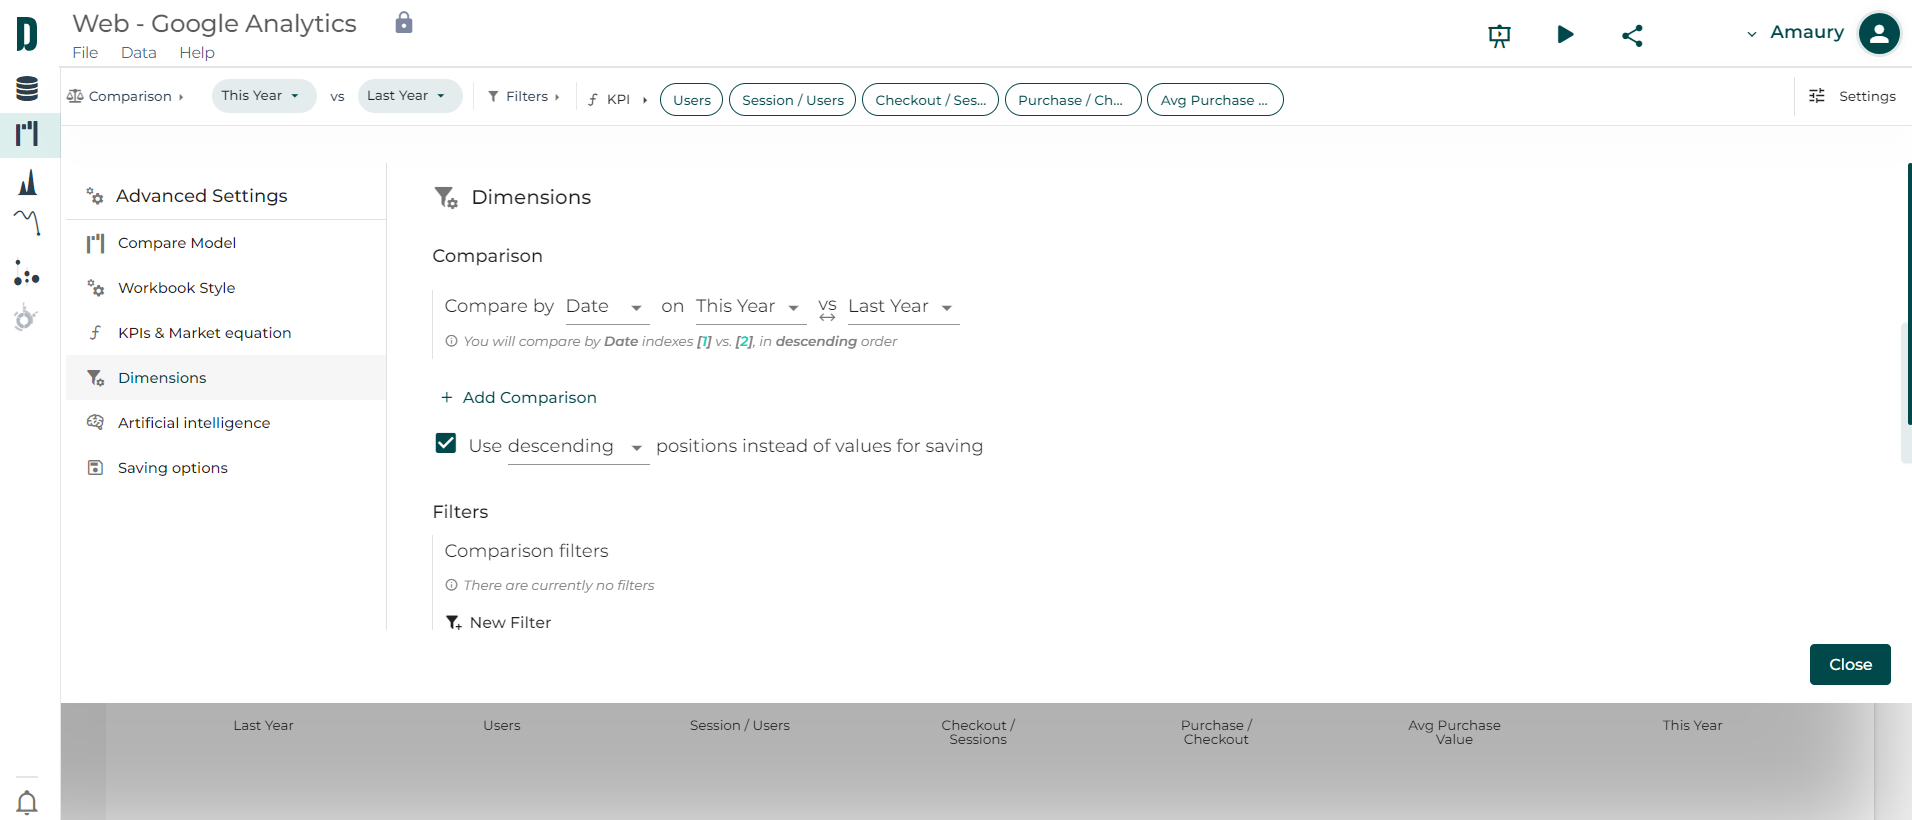 Web - Google Analytics
File Data Help
Amaury
Comparison This Year vs Last Year Filters KPI Users Session / Users Checkout / Ses... Purchase / Ch... Avg Purchase ... Settings
Advanced Settings
Compare Model
Workbook Style
KPIs & Market equation
Dimensions
Artificial intelligence
Saving options
Dimensions
Comparison
Compare by Date on This Year vs Last Year
You will compare by Date indexes [1] vs. [2], in descending order
+ Add Comparison
Use descending positions instead of values for saving
Filters
Comparison filters
There are currently no filters
New Filter
Close
Last Year Users Session / Users Checkout / Purchase / Avg Purchase This Year
Sessions Checkout Value